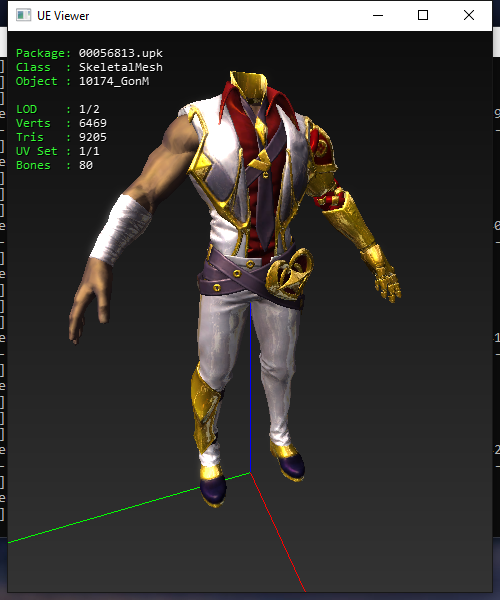 UE Viewer
Package: 00056813.upk
Class  : SkeletalMesh
Object : 10174_GonM
LOD    : 1/2
Verts  : 6469
Tris   : 9205
UV Set : 1/1
Bones  : 80